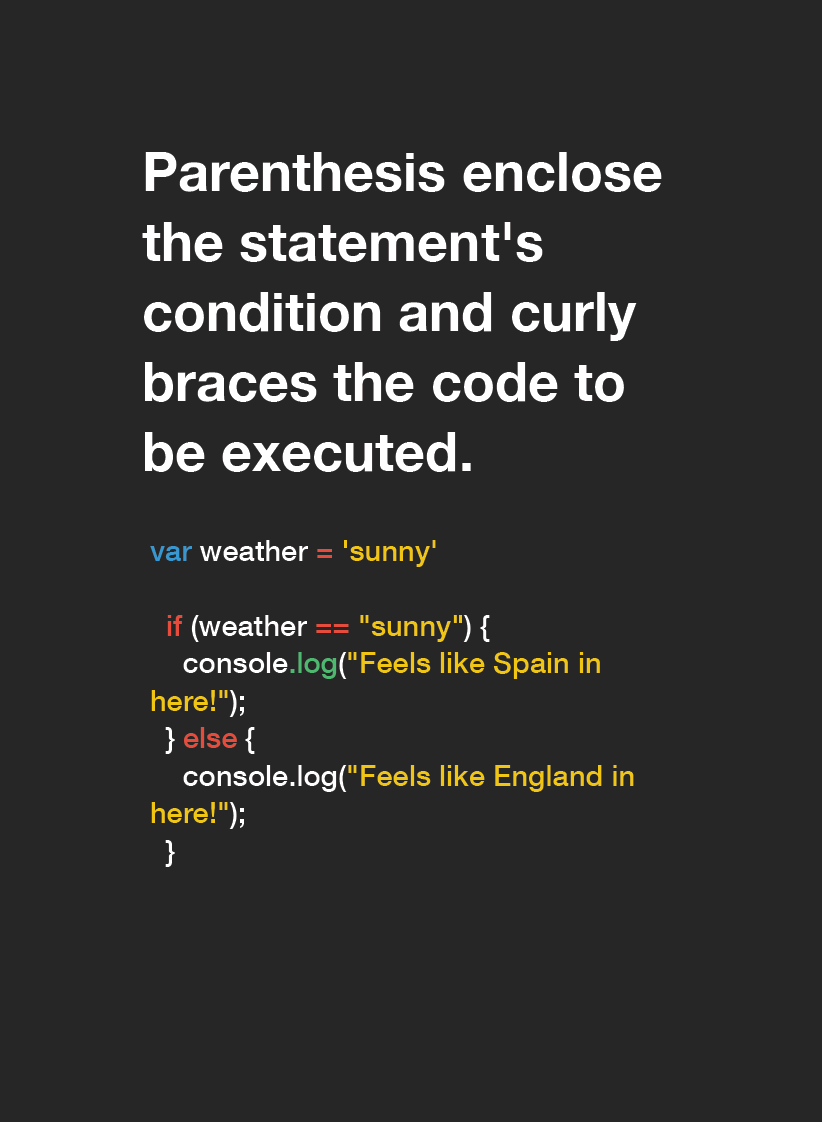 Parenthesis enclose
the statement's
condition and curly
braces the code to
be executed.
var weather = 'sunny'
if (weather == "sunny") {
console.log("Feels like Spain in
here!");
} else {
console.log("Feels like England in
here!");
}